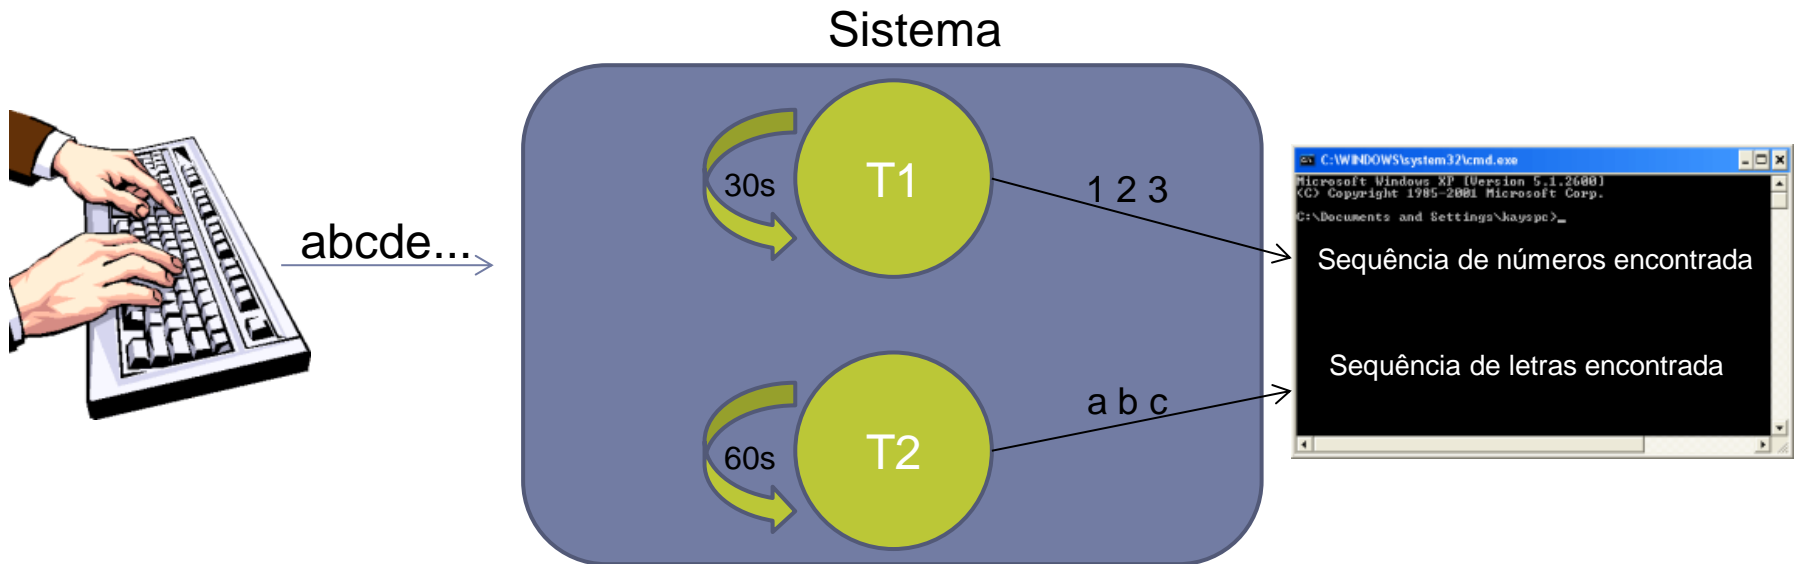 Sistema
abcde...
30s
T1
1 2 3
60s
T2
a b c
C:\WINDOWS\system32\cmd.exe
Microsoft Windows XP [Version 5.1.2600]
(C) Copyright 1985-2001 Microsoft Corp.
C:\Documents and Settings\kayspc>_
Sequência de números encontrada
Sequência de letras encontrada